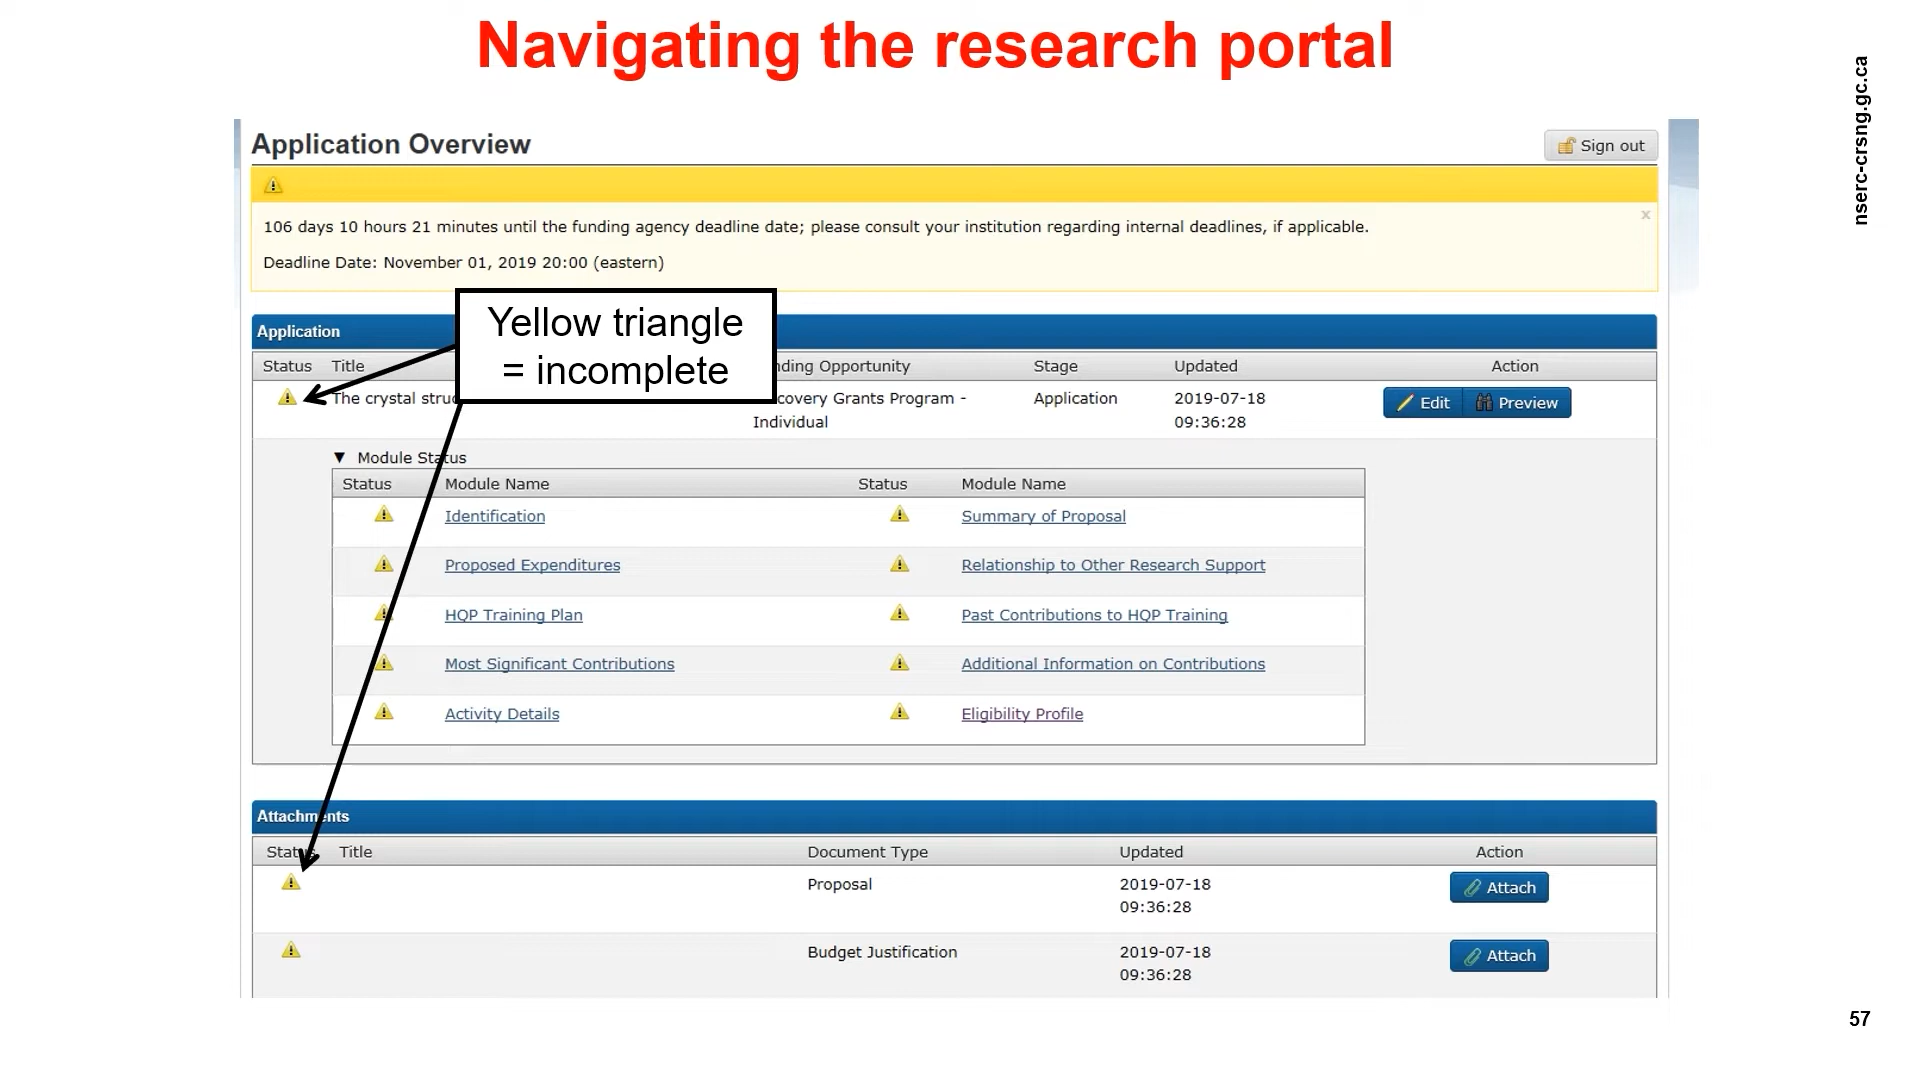 Navigating the research portal
nserc-crsng.gc.ca
Application Overview
Sign out
106 days 10 hours 21 minutes until the funding agency deadline date; please consult your institution regarding internal deadlines, if applicable.
x
Deadline Date: November 01, 2019 20:00 (eastern)
Yellow triangle
= incomplete
Application
Status Title nding Opportunity Stage Updated Action
The crystal struc covery Grants Program - Application 2019-07-18 Edit Preview
Individual 09:36:28
Module Status
Status Module Name Status Module Name
Identification Summary of Proposal
Proposed Expenditures Relationship to Other Research Support
HQP Training Plan Past Contributions to HQP Training
Most Significant Contributions Additional Information on Contributions
Activity Details Eligibility Profile
Attachments
Status Title Document Type Updated Action
Proposal 2019-07-18 Attach
09:36:28
Budget Justification 2019-07-18 Attach
09:36:28
57